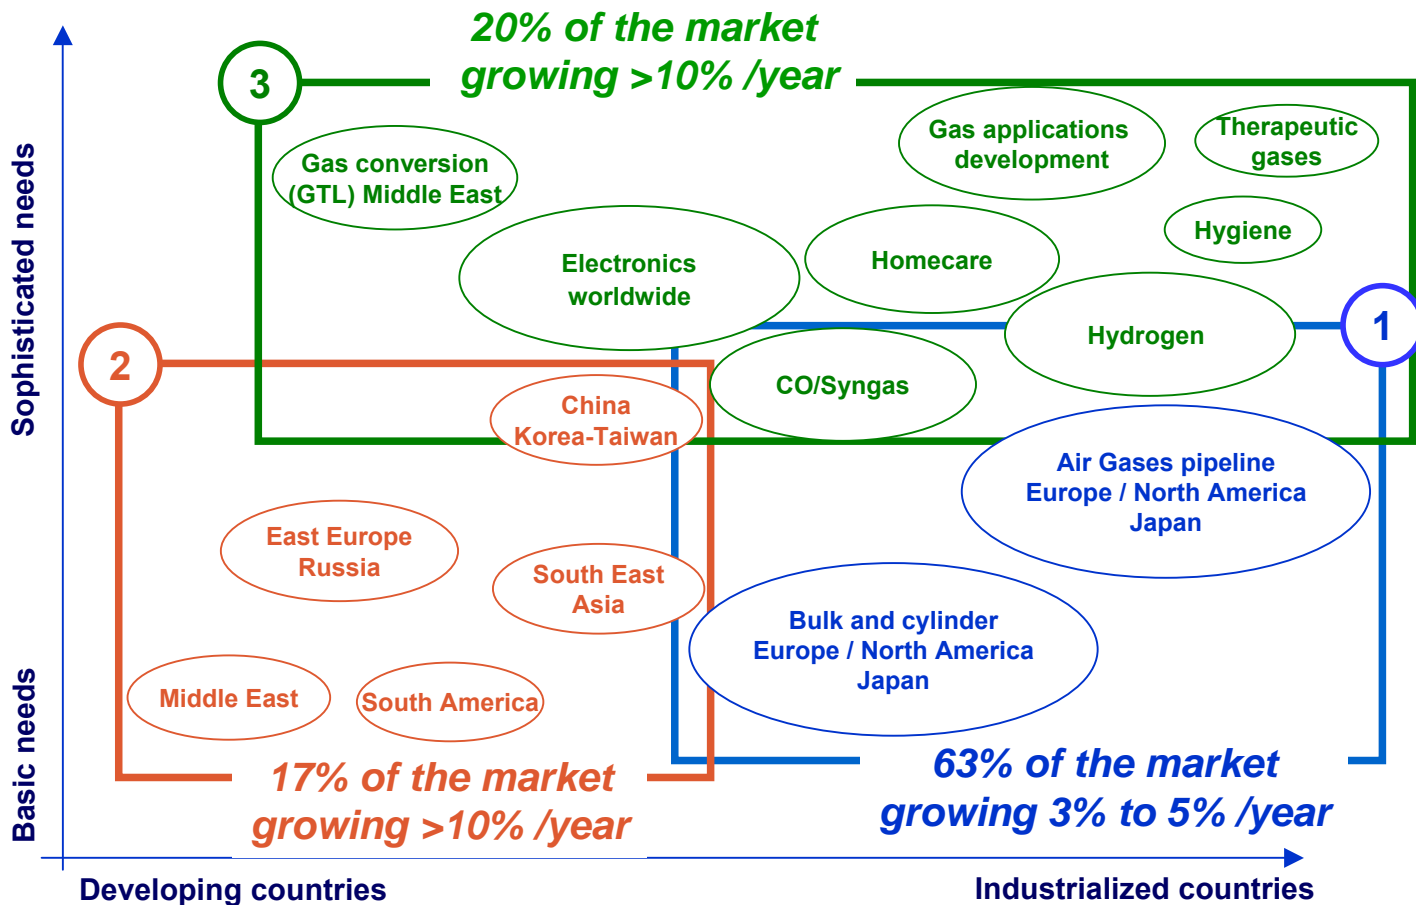 20% of the market
growing >10% /year
3
Gas conversion
(GTL) Middle East
Gas applications
development
Therapeutic
gases
Hygiene
Electronics
worldwide
Homecare
Hydrogen
1
CO/Syngas
2
China
Korea-Taiwan
Air Gases pipeline
Europe / North America
Japan
East Europe
Russia
South East
Asia
Bulk and cylinder
Europe / North America
Japan
Middle East
South America
17% of the market
growing >10% /year
63% of the market
growing 3% to 5% /year
Sophisticated needs
Basic needs
Developing countries
Industrialized countries